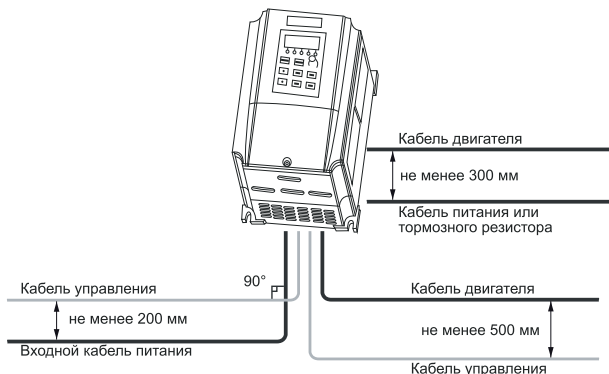 Кабель двигателя
не менее 300 мм
Кабель питания или
тормозного резистора
90°
Кабель управления
Кабель двигателя
не менее 200 мм
не менее 500 мм
Входной кабель питания
Кабель управления